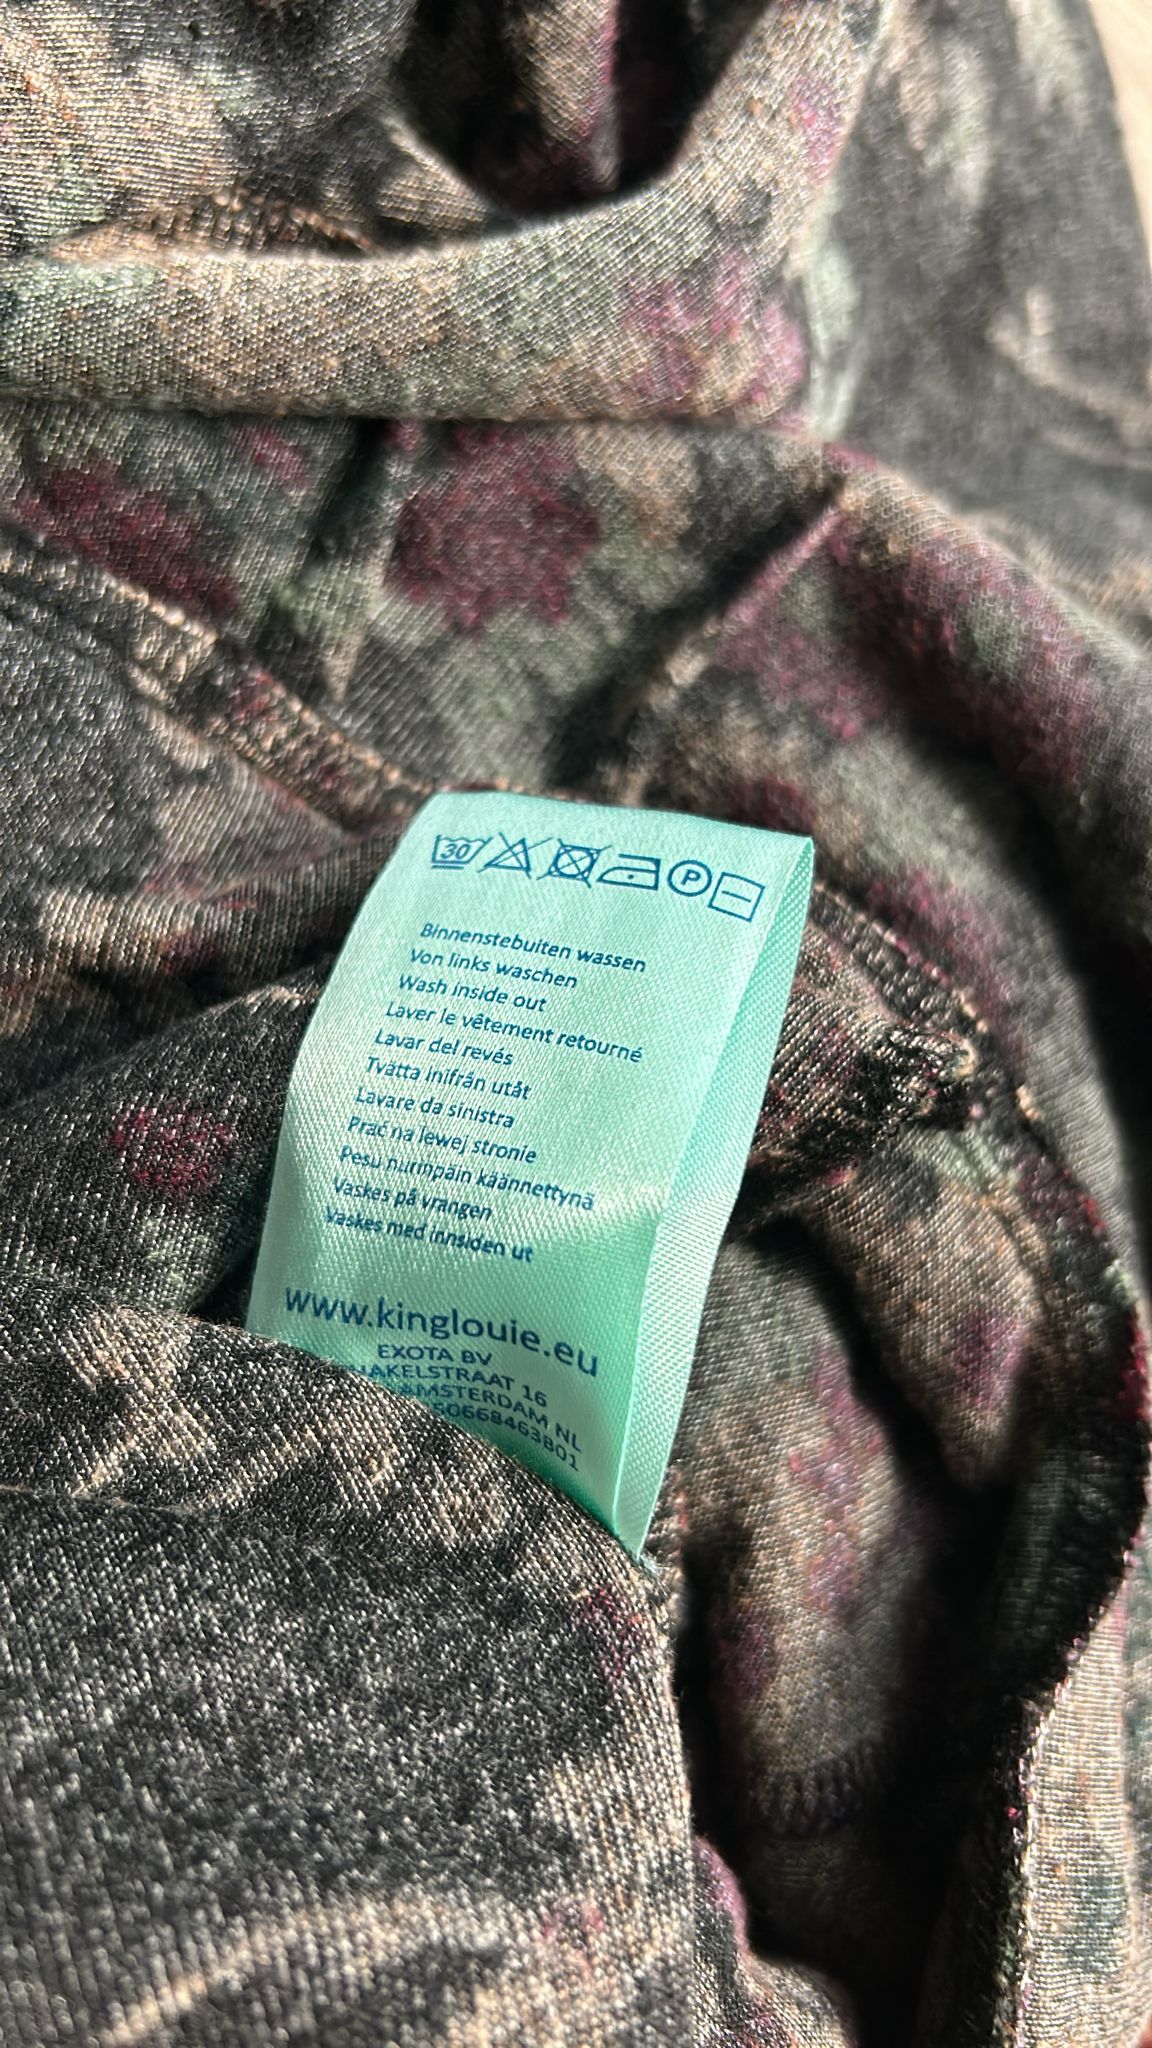 30
P
Binnenstebuiten wassen
Von links waschen
Wash inside out
Laver le vêtement retourné
Lavar del revés
Tvätta inifrån utåt
Lavare da sinistra
Prać na lewej stronie
Pesu nurinpäin käännettynä
Vaskes på vrangen
Vaskes med innsiden ut
www.kinglouie.eu
EXOTA BV
16
AMSTERDAM NL